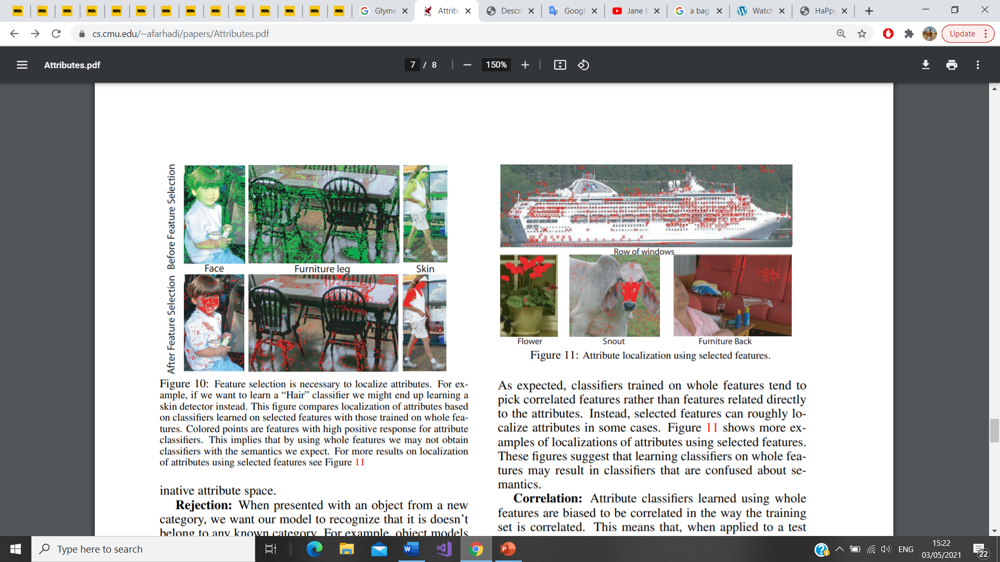 IMDb IMDb IMDb IMDb IMDb IMDb IMDb IMDb IMDb IMDb IMDb IMDb IMDb IMDb Glyme Attrib Descri Googl Jane E a bag Watch HaPpy
cs.cmu.edu/~afarhadi/papers/Attributes.pdf
Update
Attributes.pdf
7 / 8
150%
Before Feature Selection
Face Furniture leg Skin
After Feature Selection
Figure 10: Feature selection is necessary to localize attributes. For ex-
ample, if we want to learn a “Hair” classifier we might end up learning a
skin detector instead. This figure compares localization of attributes based
on classifiers learned on selected features with those trained on whole fea-
tures. Colored points are features with high positive response for attribute
classifiers. This implies that by using whole features we may not obtain
classifiers with the semantics we expect. For more results on localization
of attributes using selected features see Figure 11
inative attribute space.
Rejection: When presented with an object from a new
category, we want our model to recognize that it is doesn’t
belong to any known category. For example, object models
Row of windows
Flower Snout Furniture Back
Figure 11: Attribute localization using selected features.
As expected, classifiers trained on whole features tend to
pick correlated features rather than features related directly
to the attributes. Instead, selected features can roughly lo-
calize attributes in some cases. Figure 11 shows more ex-
amples of localizations of attributes using selected features.
These figures suggest that learning classifiers on whole fea-
tures may result in classifiers that are confused about se-
mantics.
Correlation: Attribute classifiers learned using whole
features are biased to be correlated in the way the training
set is correlated. This means that, when applied to a test
Type here to search
ENG
15:22
03/05/2021
22